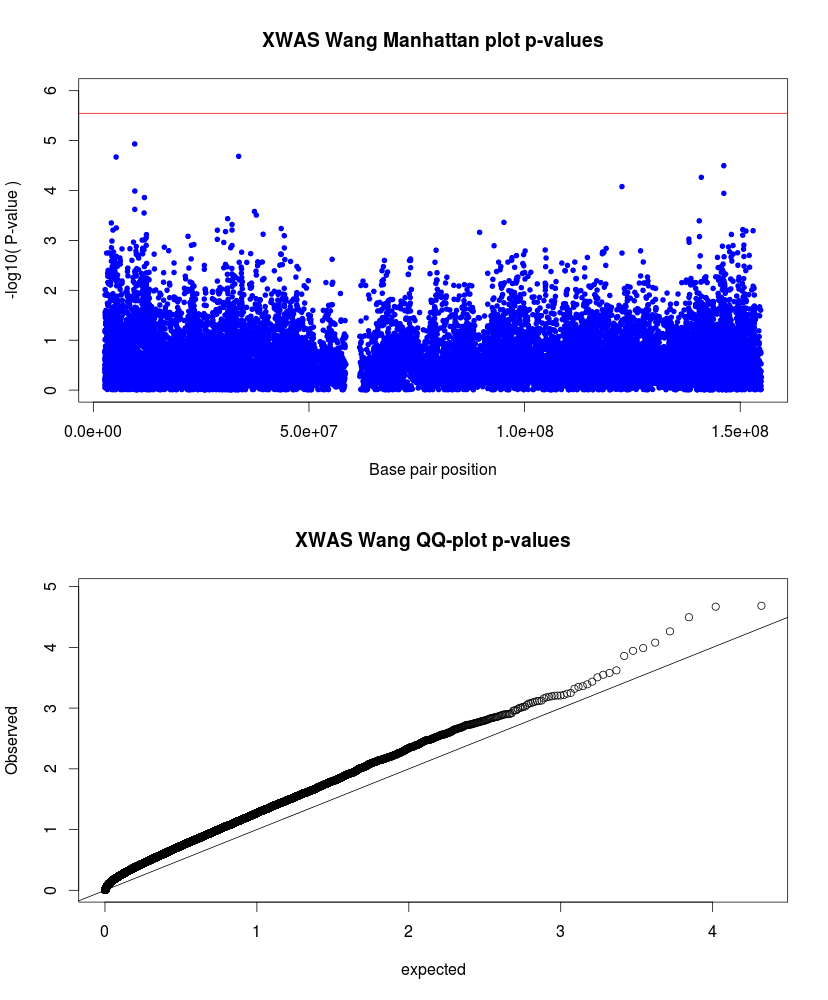 XWAS Wang Manhattan plot p-values
6
5
4
3
2
1
0
-log10( P-value )
0.0e+00 5.0e+07 1.0e+08 1.5e+08
Base pair position
XWAS Wang QQ-plot p-values
5
4
3
2
1
0
Observed
0 1 2 3 4
expected